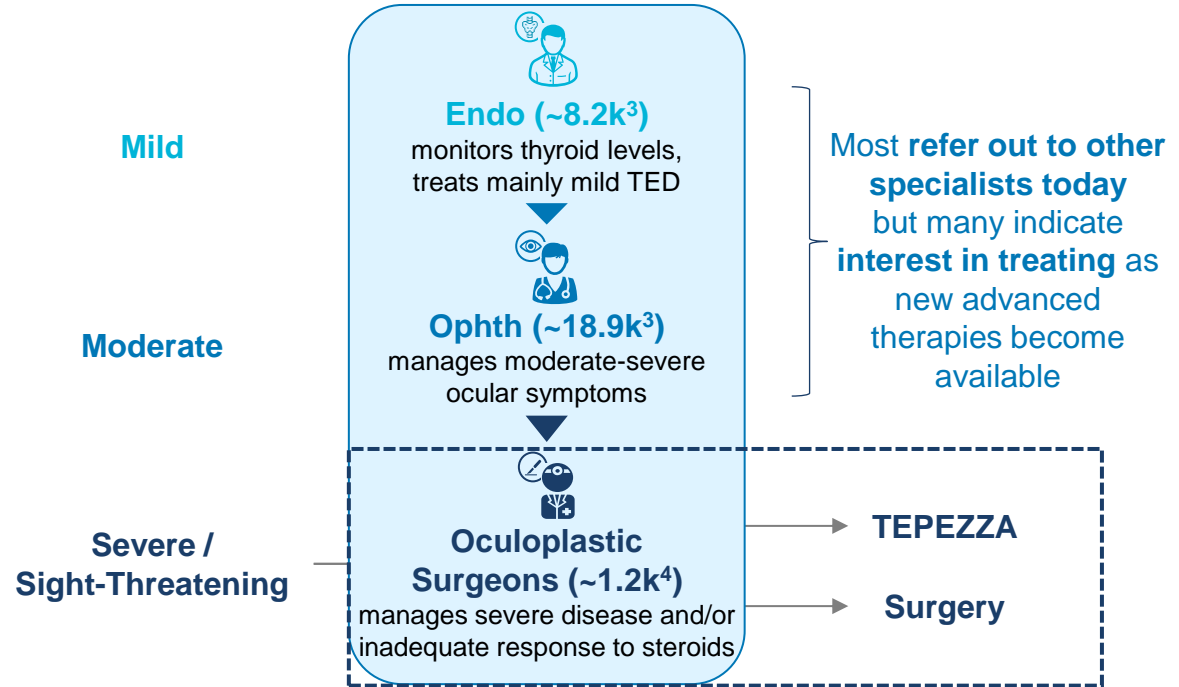 Mild
Endo (~8.2k³)
monitors thyroid levels,
treats mainly mild TED
Most refer out to other
specialists today
but many indicate
interest in treating as
new advanced
therapies become
available
Moderate
Ophth (~18.9k³)
manages moderate-severe
ocular symptoms
Severe /
Sight-Threatening
Oculoplastic
Surgeons (~1.2k⁴)
manages severe disease and/or
inadequate response to steroids
TEPEZZA
Surgery